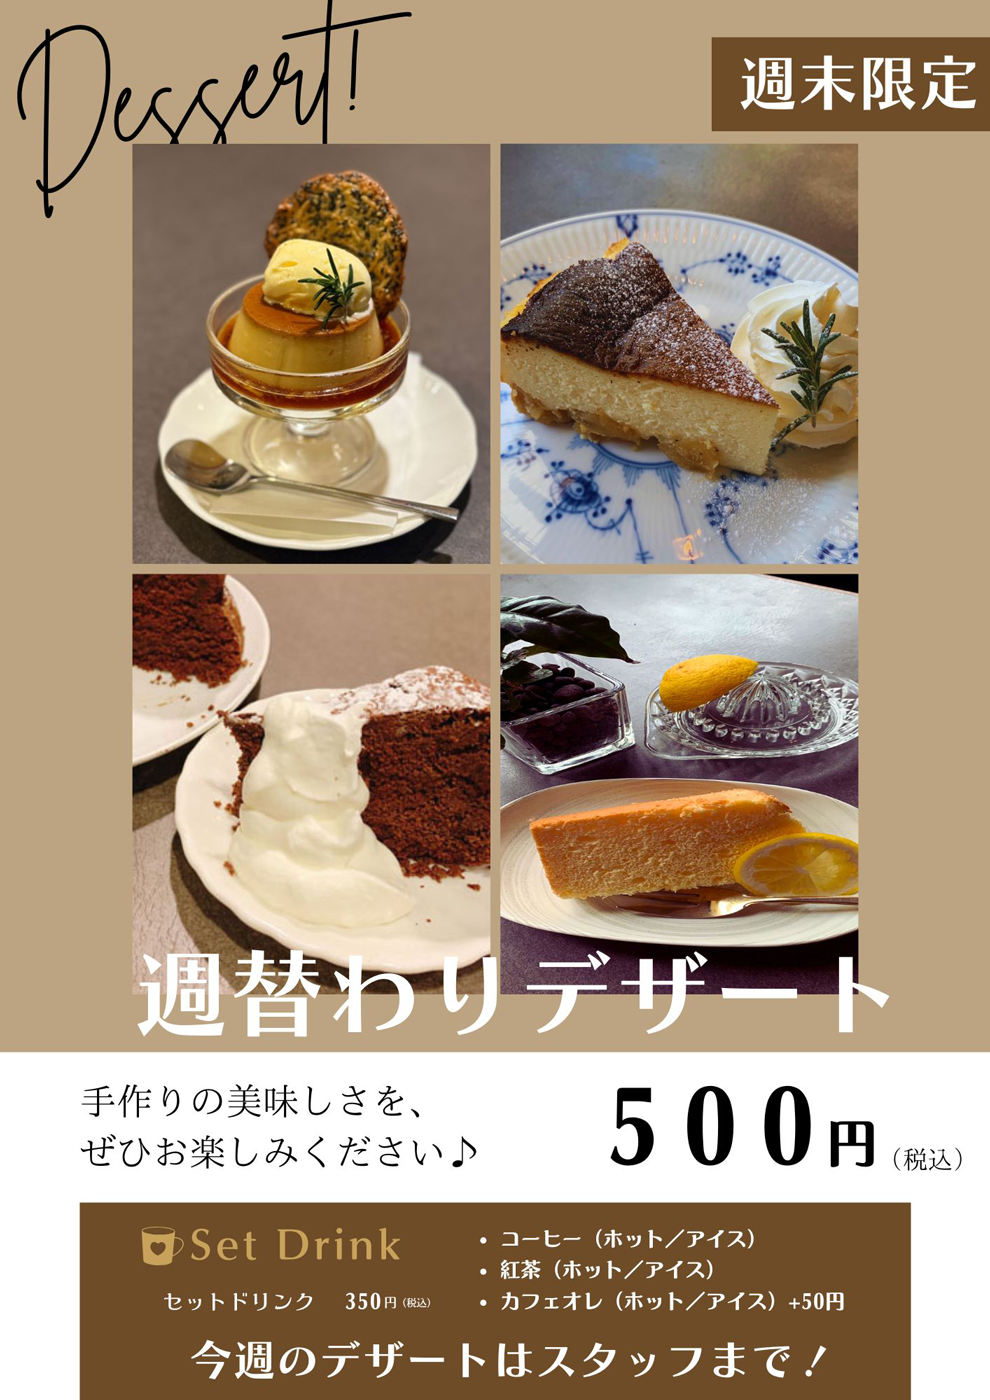 Dessert!
週末限定
週替わりデザート
手作りの美味しさを、
ぜひお楽しみください♪
500円(税込)
Set Drink
セットドリンク 350円(税込)
・コーヒー(ホット／アイス)
・紅茶(ホット／アイス)
・カフェオレ(ホット／アイス)+50円
今週のデザートはスタッフまで！